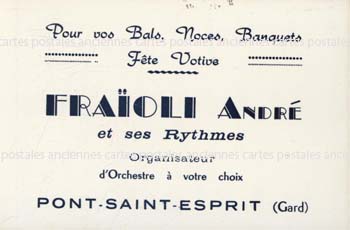 Pour vos Bals, Noces, Banquets
Fête Votive
FRAÏOLI ANDRÉ
et ses Rythmes
Organisateur
d'Orchestre à votre choix
PONT-SAINT-ESPRIT (Gard)